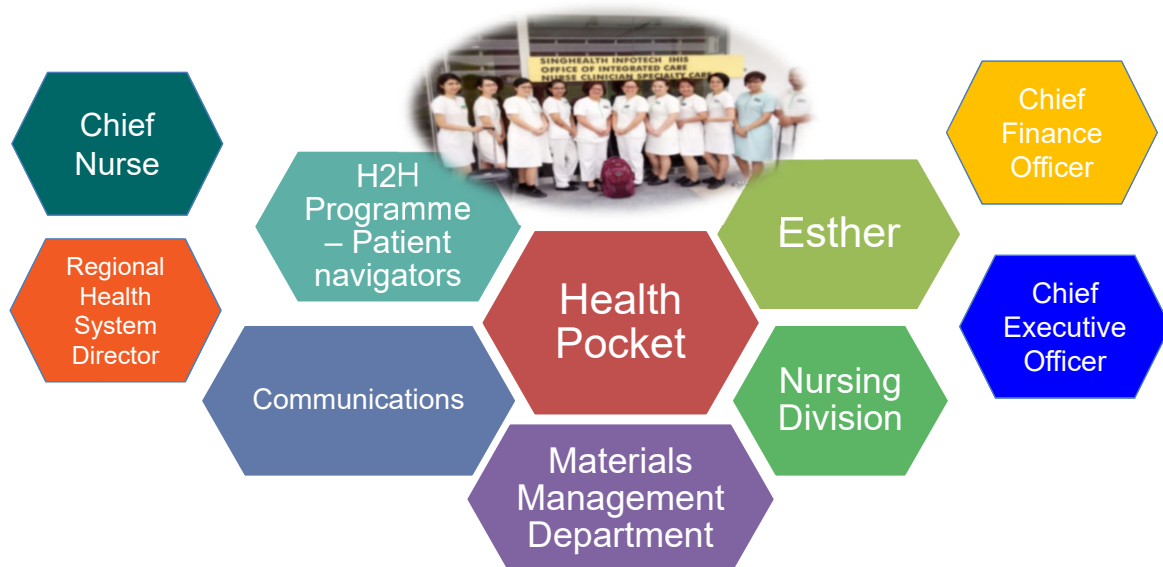 SINGHEALTH INFOTECH IHIS
OFFICE OF INTEGRATED CARE
NURSE CLINICIAN SPECIALTY CARE
Chief
Nurse
Chief
Finance
Officer
H2H
Programme
– Patient
navigators
Esther
Regional
Health
System
Director
Health
Pocket
Chief
Executive
Officer
Communications
Nursing
Division
Materials
Management
Department